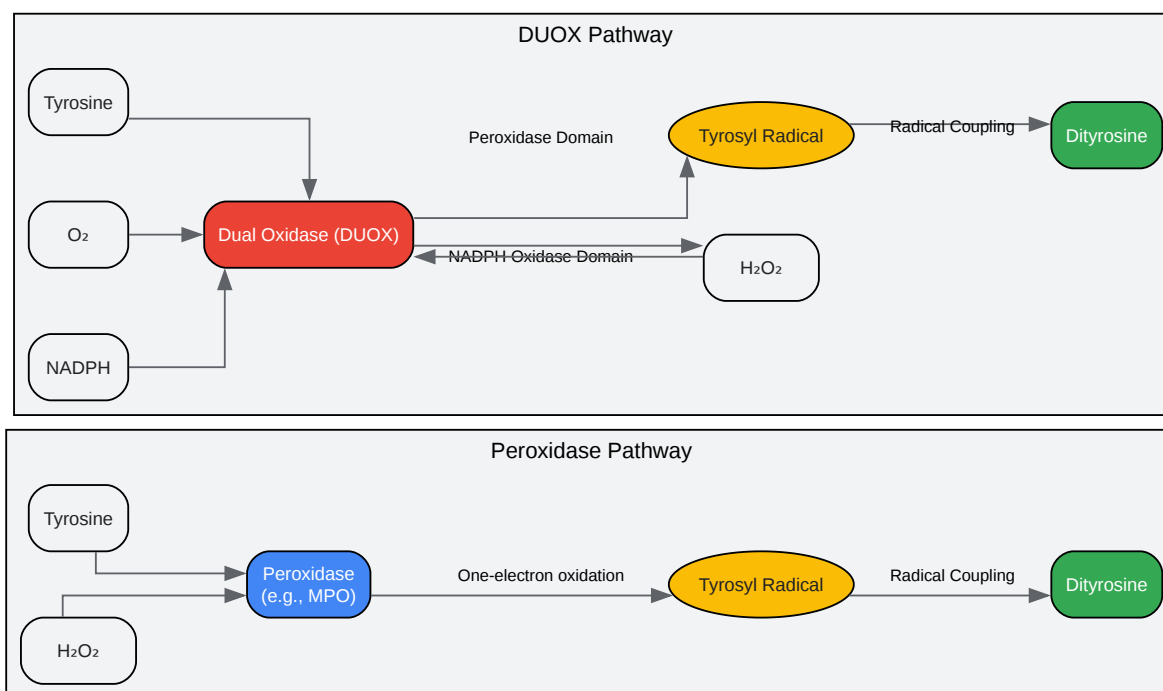 DUOX Pathway
Tyrosine
Peroxidase Domain
Tyrosyl Radical
Radical Coupling
Dityrosine
O₂
Dual Oxidase (DUOX)
NADPH Oxidase Domain
H₂O₂
NADPH
Peroxidase Pathway
Tyrosine
Peroxidase
(e.g., MPO)
One-electron oxidation
Tyrosyl Radical
Radical Coupling
Dityrosine
H₂O₂